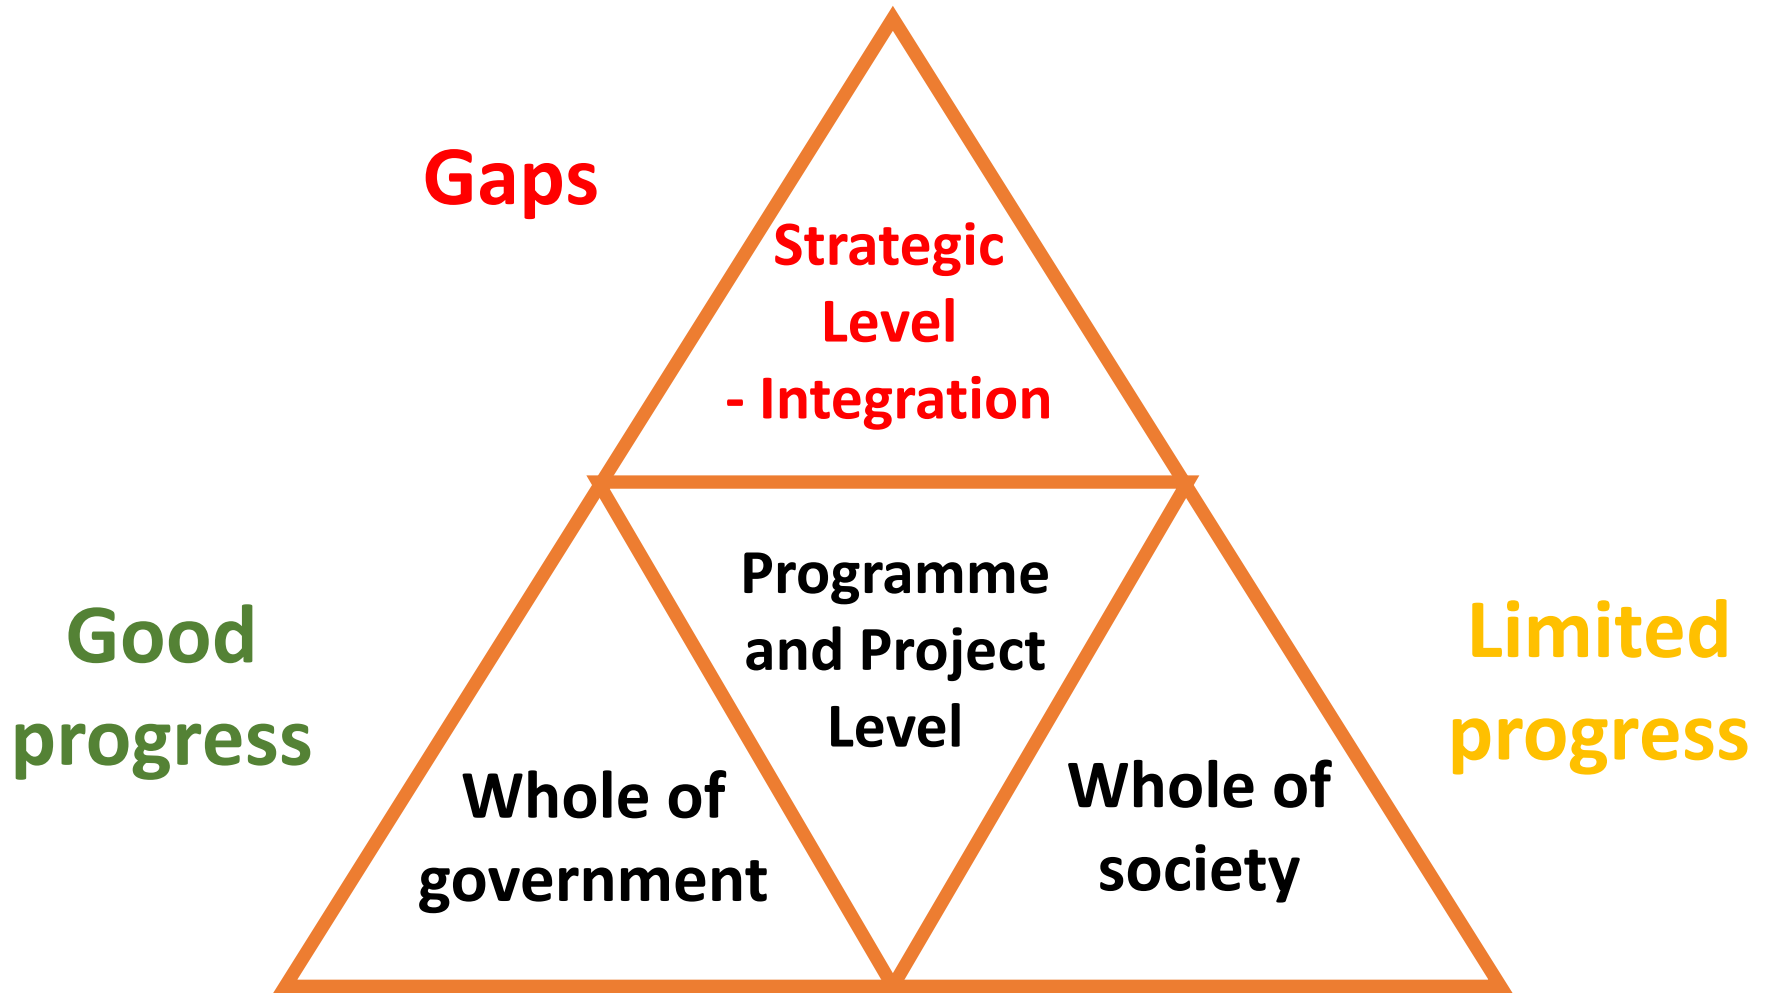 Gaps
Strategic
Level
- Integration
Programme
and Project
Level
Good
progress
Limited
progress
Whole of
government
Whole of
society